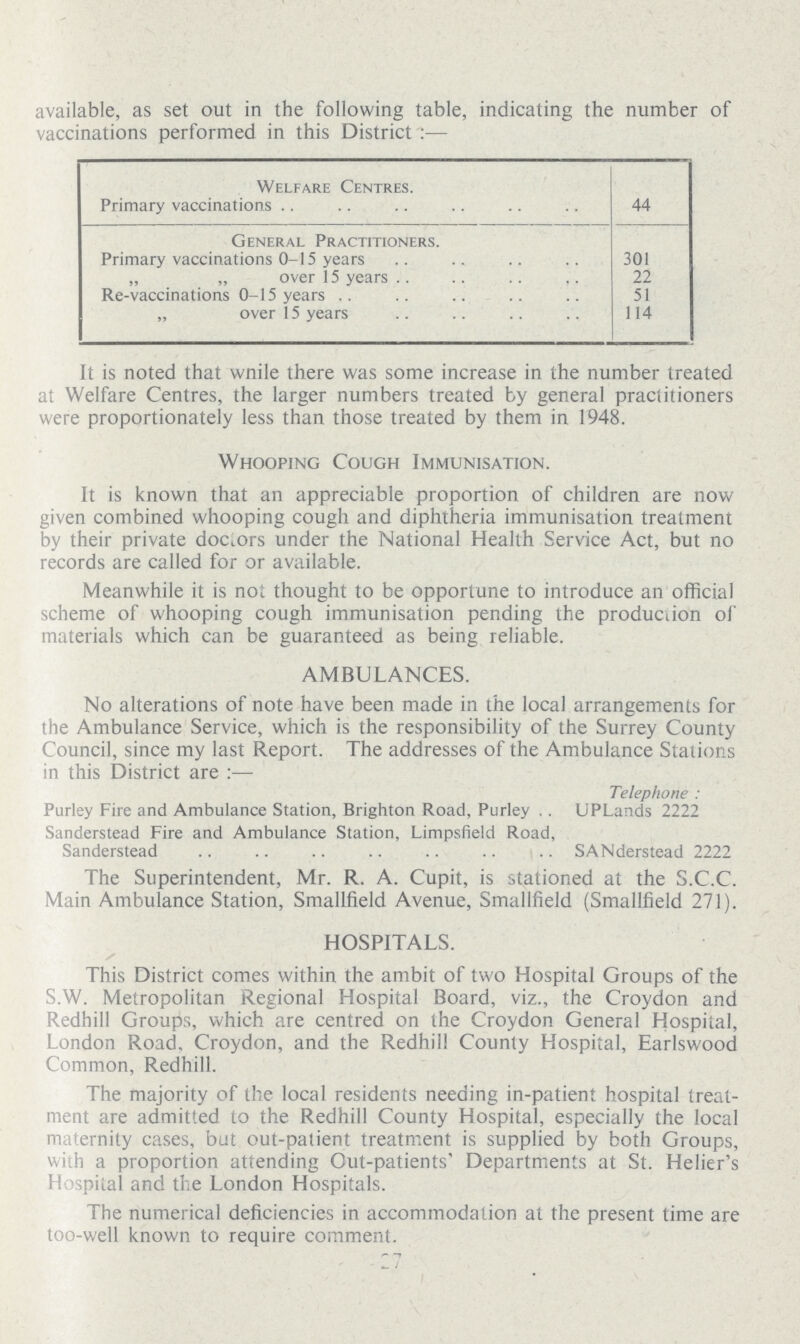 available, as set out in the following table, indicating the number of
vaccinations performed in this District :—
WELFARE CENTRES.
Primary vaccinations . . . . . . . . . . . . 44
GENERAL PRACTITIONERS.
Primary vaccinations 0–15 years . . . . . . . . 301
„ „ over 15 years . . . . . . . . 22
Re-vaccinations 0–15 years . . . . . . . . . . 51
„ over 15 years . . . . . . . . 114
It is noted that wnile there was some increase in the number treated
at Welfare Centres, the larger numbers treated by general practitioners
were proportionately less than those treated by them in 1948.
WHOOPING COUGH IMMUNISATION.
It is known that an appreciable proportion of children are now
given combined whooping cough and diphtheria immunisation treatment
by their private doctors under the National Health Service Act, but no
records are called for or available.
Meanwhile it is not thought to be opportune to introduce an official
scheme of whooping cough immunisation pending the production of
materials which can be guaranteed as being reliable.
AMBULANCES.
No alterations of note have been made in the local arrangements for
the Ambulance Service, which is the responsibility of the Surrey County
Council, since my last Report. The addresses of the Ambulance Stations
in this District are :—
Telephone :
Purley Fire and Ambulance Station, Brighton Road, Purley . . UPLands 2222
Sanderstead Fire and Ambulance Station, Limpsfield Road,
Sanderstead . . . . . . . . . . . . . . SANderstead 2222
The Superintendent, Mr. R. A. Cupit, is stationed at the S.C.C.
Main Ambulance Station, Smallfield Avenue, Smallfield (Smallfield 271).
HOSPITALS.
This District comes within the ambit of two Hospital Groups of the
S.W. Metropolitan Regional Hospital Board, viz., the Croydon and
Redhill Groups, which are centred on the Croydon General Hospital,
London Road, Croydon, and the Redhill County Hospital, Earlswood
Common, Redhill.
The majority of the local residents needing in-patient hospital treat-
ment are admitted to the Redhill County Hospital, especially the local
maternity cases, but out-patient treatment is supplied by both Groups,
with a proportion attending Out-patients' Departments at St. Helier's
Hospital and the London Hospitals.
The numerical deficiencies in accommodation at the present time are
too-well known to require comment.
27